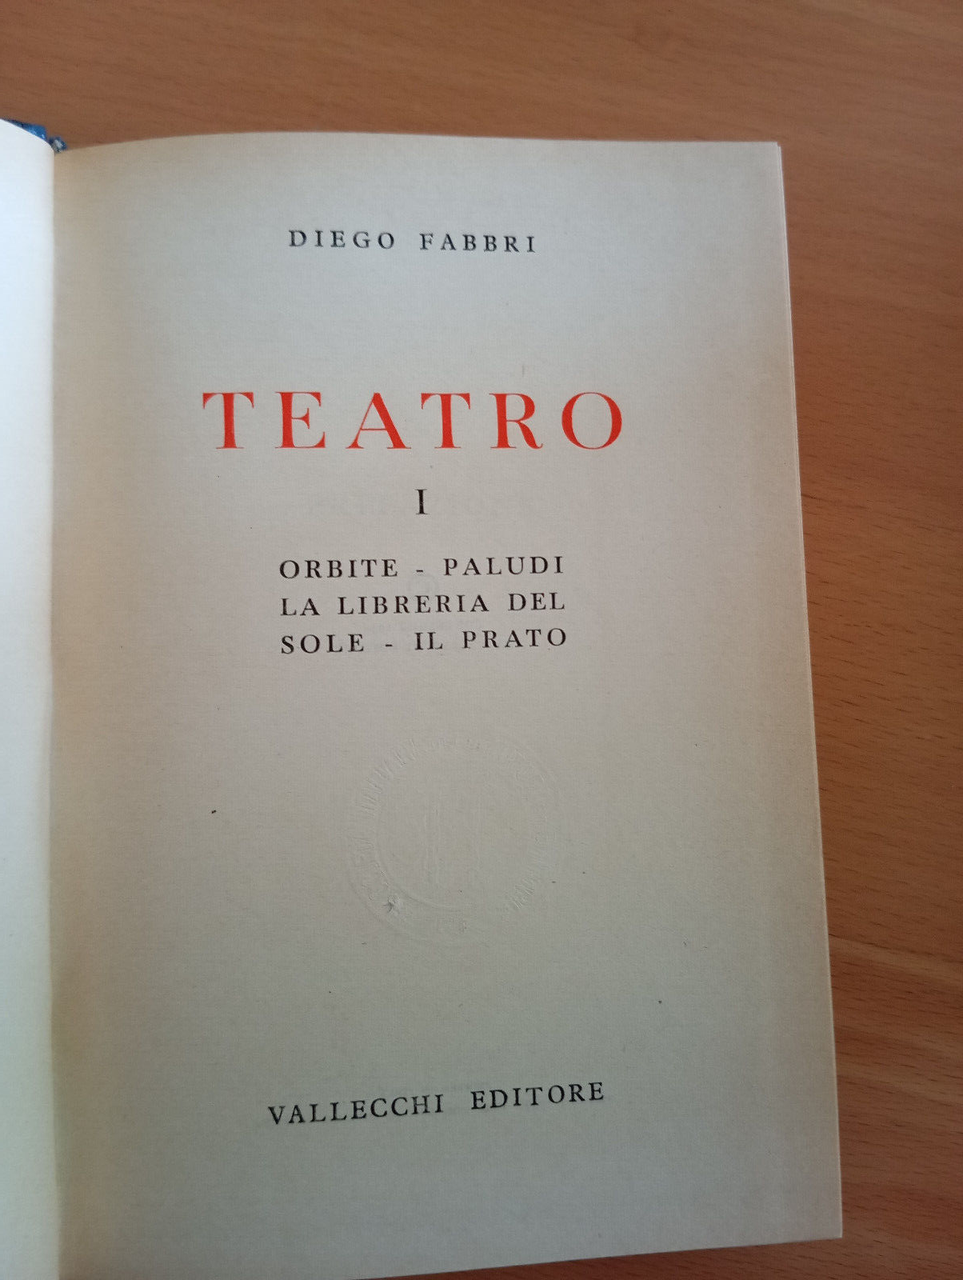 DIEGO FABBRI
TEATRO
I
ORBITE - PALUDI
LA LIBRERIA DEL
SOLE - IL PRATO
VALLECCHI EDITORE